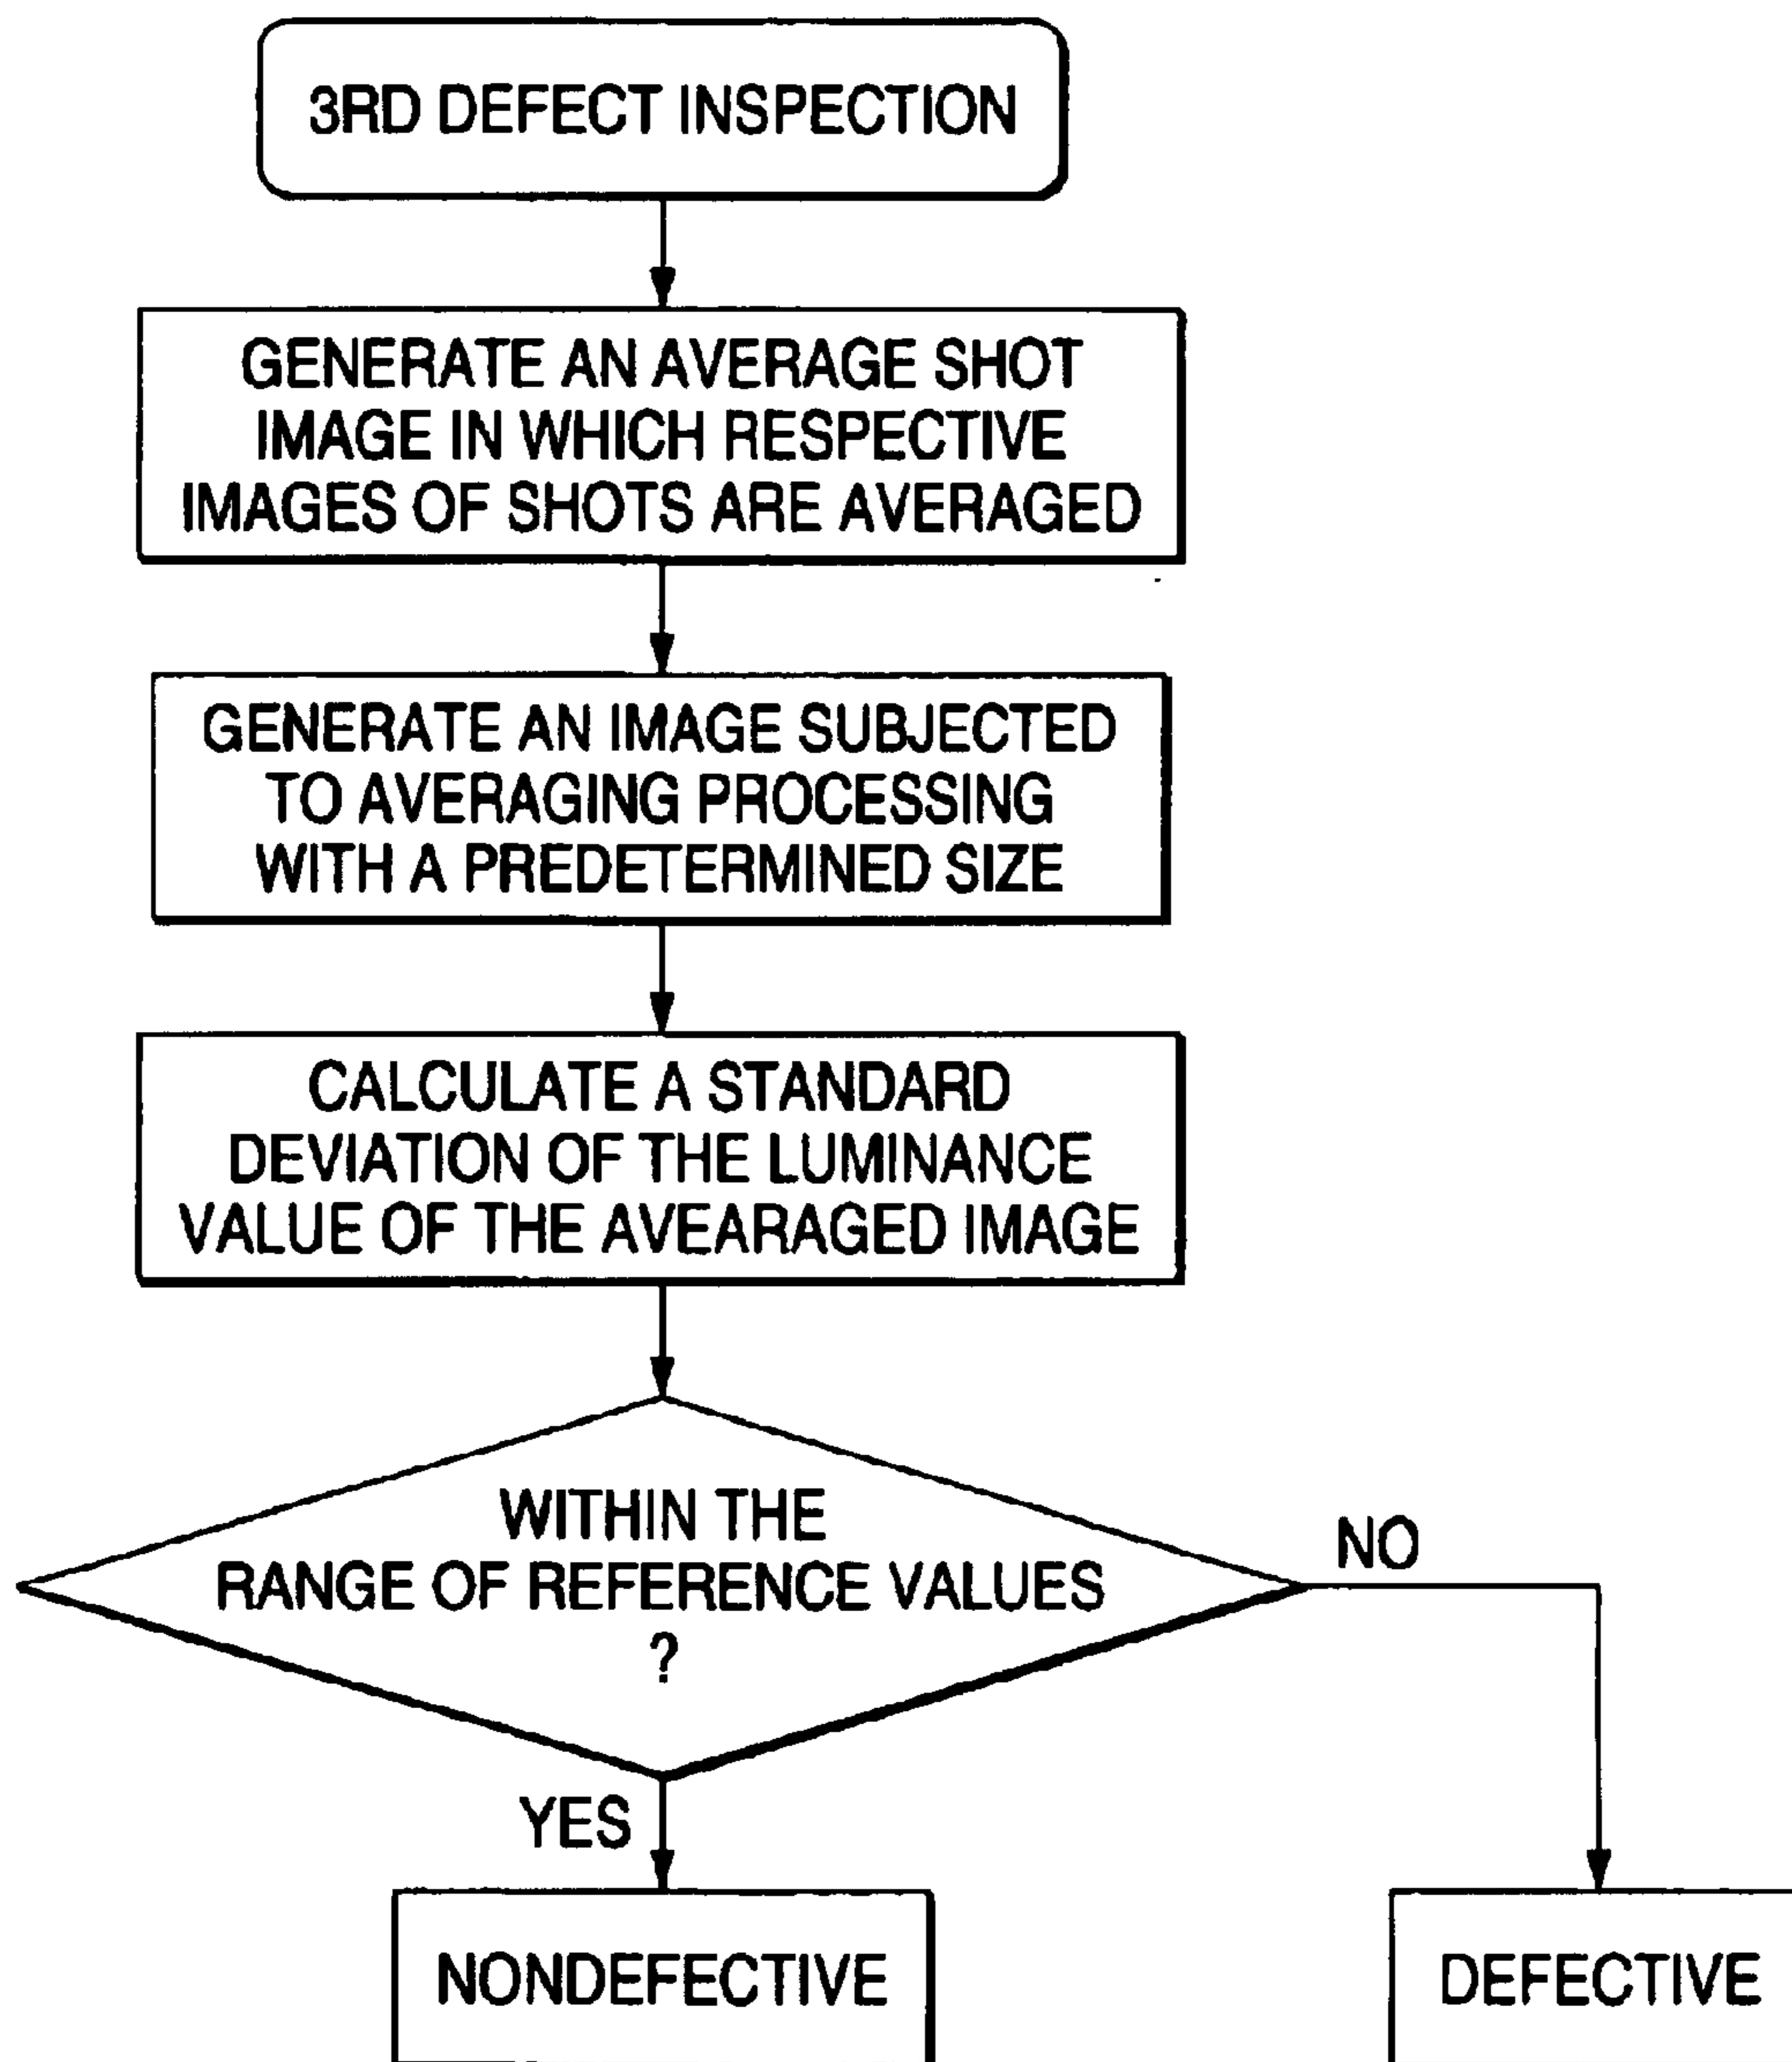 3RD DEFECT INSPECTION
GENERATE AN AVERAGE SHOT
IMAGE IN WHICH RESPECTIVE
IMAGES OF SHOTS ARE AVERAGED
GENERATE AN IMAGE SUBJECTED
TO AVERAGING PROCESSING
WITH A PREDETERMINED SIZE
CALCULATE A STANDARD
DEVIATION OF THE LUMINANCE
VALUE OF THE AVEARAGED IMAGE
WITHIN THE
RANGE OF REFERENCE VALUES
?
NO
YES
NONDEFECTIVE
DEFECTIVE